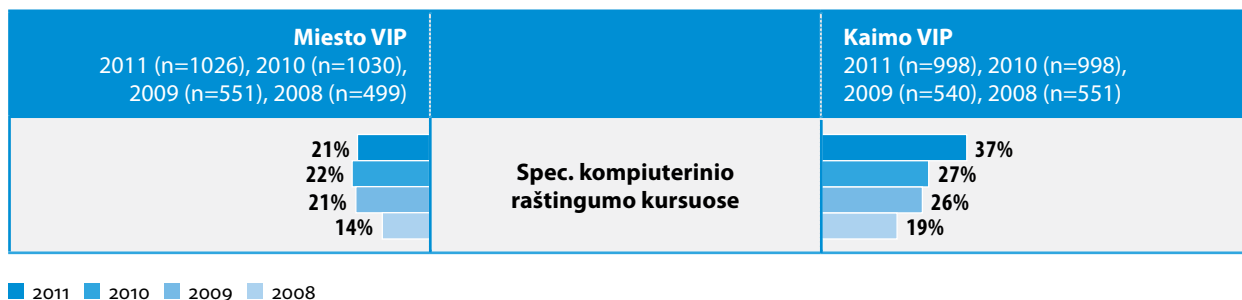 Miesto VIP
2011 (n=1026), 2010 (n=1030),
2009 (n=551), 2008 (n=499)
Kaimo VIP
2011 (n=998), 2010 (n=998),
2009 (n=540), 2008 (n=551)
21%
22%
21%
14%
Spec. kompiuterinio
raštingumo kursuose
37%
27%
26%
19%
2011 2010 2009 2008